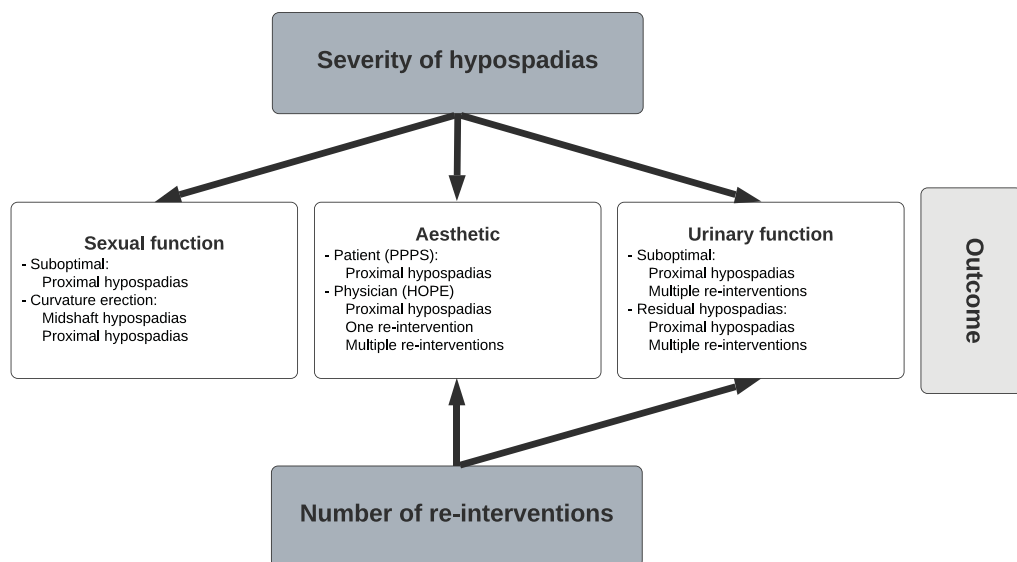 Severity of hypospadias
Sexual function
- Suboptimal:
Proximal hypospadias
- Curvature erection:
Midshaft hypospadias
Proximal hypospadias
Aesthetic
- Patient (PPPS):
Proximal hypospadias
- Physician (HOPE)
Proximal hypospadias
One re-intervention
Multiple re-interventions
Urinary function
- Suboptimal:
Proximal hypospadias
Multiple re-interventions
- Residual hypospadias:
Proximal hypospadias
Multiple re-interventions
Outcome
Number of re-interventions